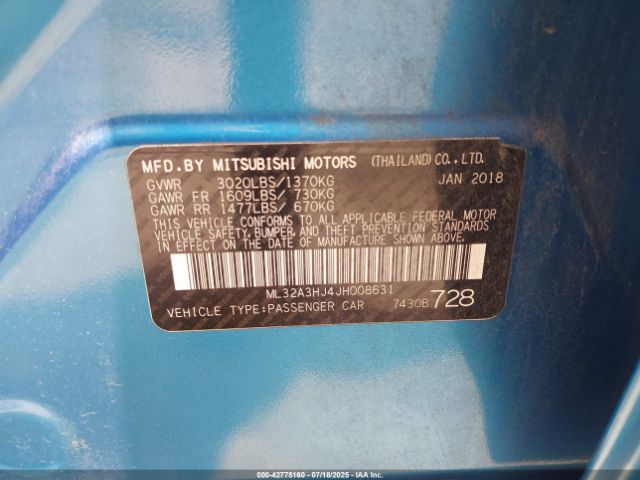 MFD.BY MITSUBISHI MOTORS (THAILAND) CO., LTD.
GVWR 3020LBS/1370KG JAN 2018
GAWR FR 1609LBS/ 730KG
GAWR RR 1477LBS/ 670KG
THIS VEHICLE CONFORMS TO ALL APPLICABLE FEDERAL MOTOR
VEHICLE SAFETY, BUMPER, AND THEFT PREVENTION STANDARDS
IN EFFECT ON THE DATE OF MANUFACTURE SHOWN ABOVE.
ML32A3HJ4JH008631
VEHICLE TYPE:PASSENGER CAR 7430B 728
000-42775160 - 07/18/2025 - IAAI.COM